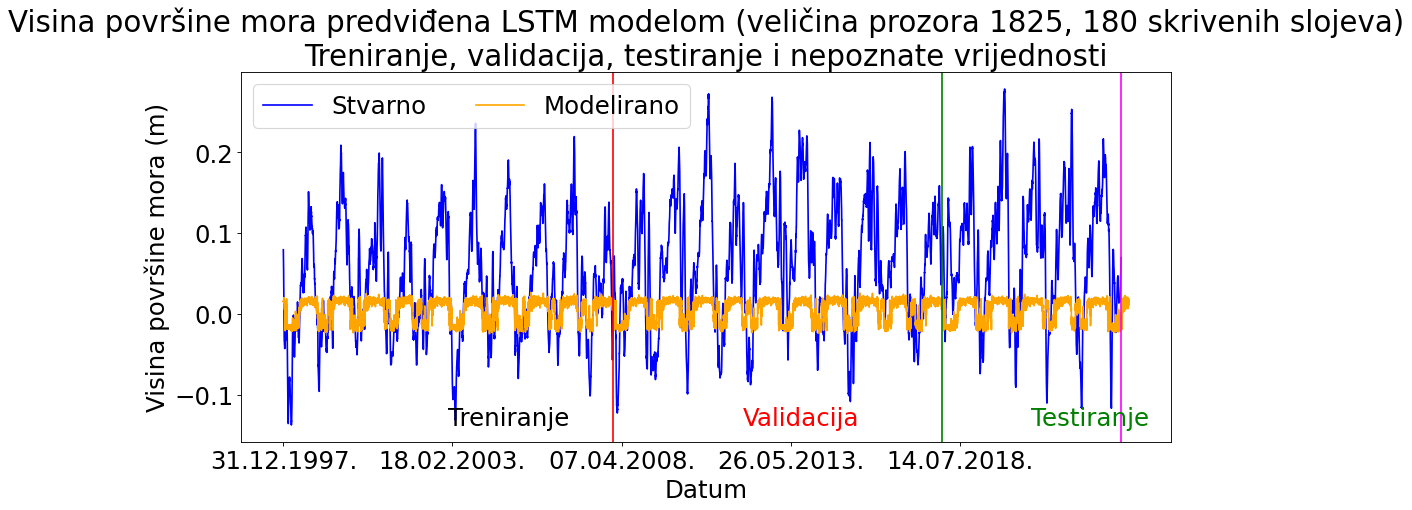 Visina površine mora predviđena LSTM modelom (veličina prozora 1825, 180 skrivenih slojeva)
Treniranje, validacija, testiranje i nepoznate vrijednosti
Stvarno Modelirano
Visina površine mora (m)
0.2
0.1
0.0
−0.1
Treniranje Validacija Testiranje
31.12.1997. 18.02.2003. 07.04.2008. 26.05.2013. 14.07.2018.
Datum